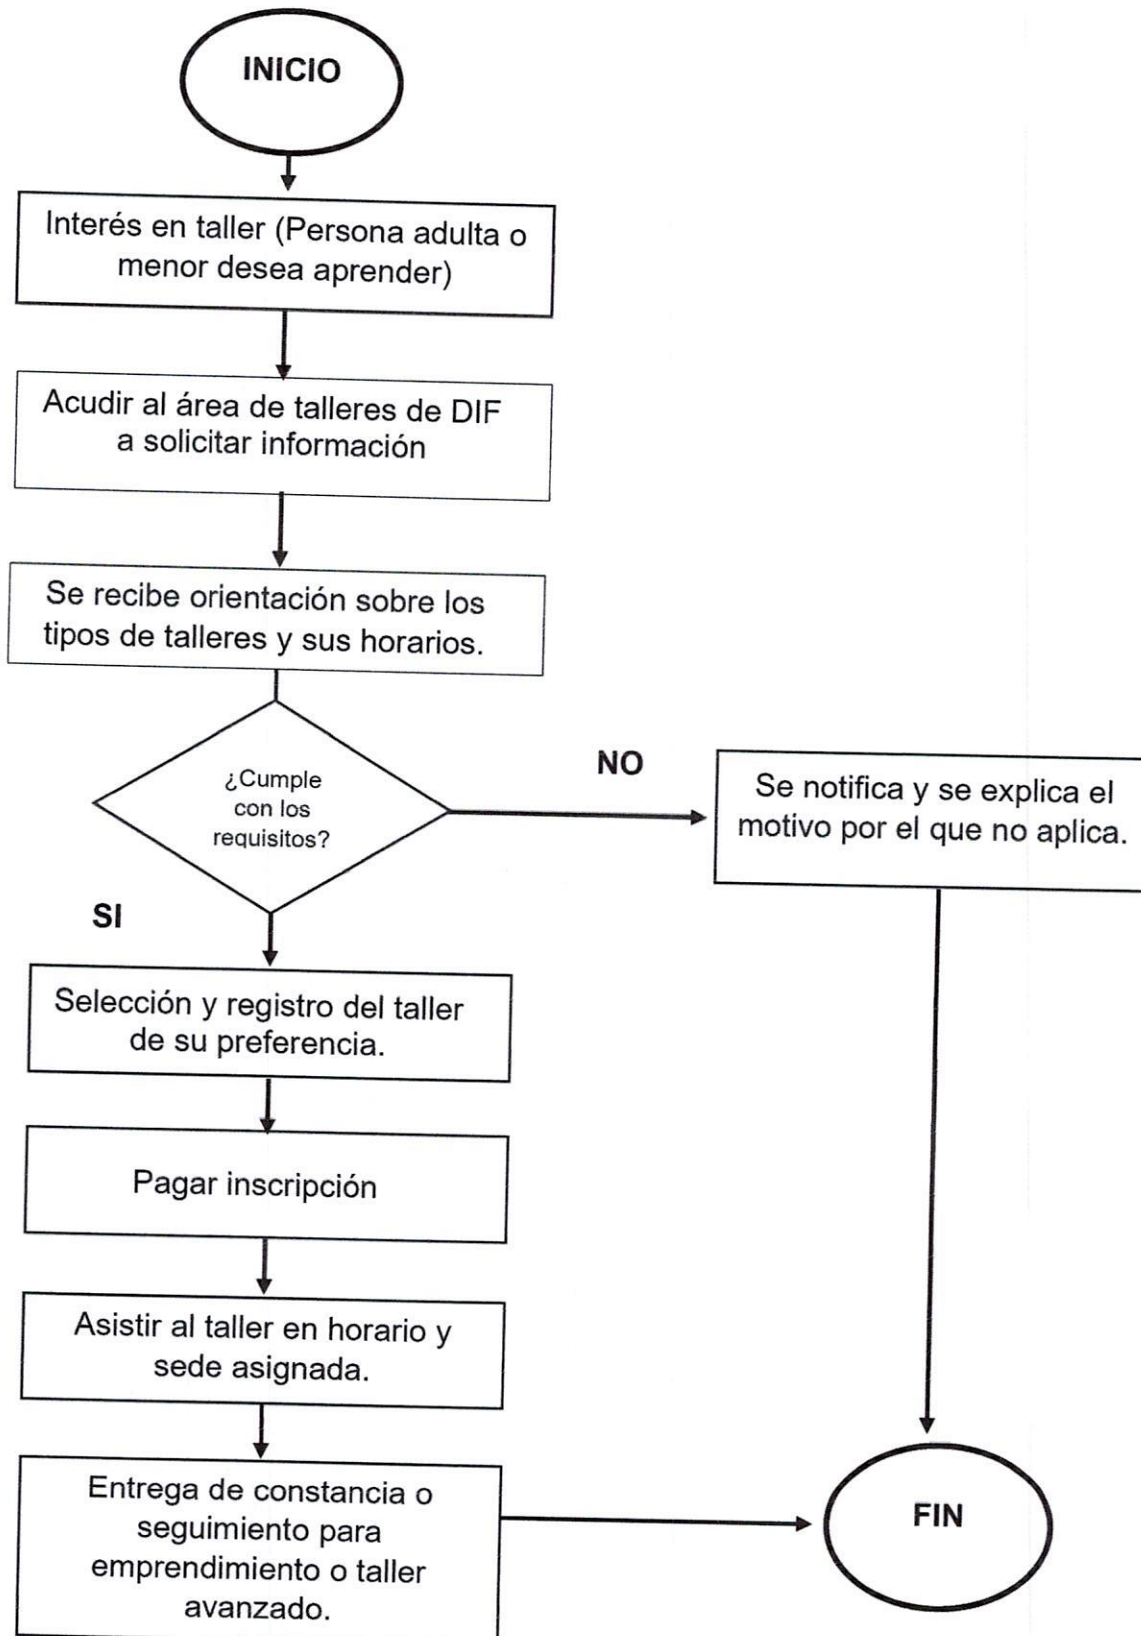 INICIO
Interés en taller (Persona adulta o
menor desea aprender)
Acudir al área de talleres de DIF
a solicitar información
Se recibe orientación sobre los
tipos de talleres y sus horarios.
¿Cumple
con los
requisitos?
NO
Se notifica y se explica el
motivo por el que no aplica.
SI
Selección y registro del taller
de su preferencia.
Pagar inscripción
Asistir al taller en horario y
sede asignada.
Entrega de constancia o
seguimiento para
emprendimiento o taller
avanzado.
FIN